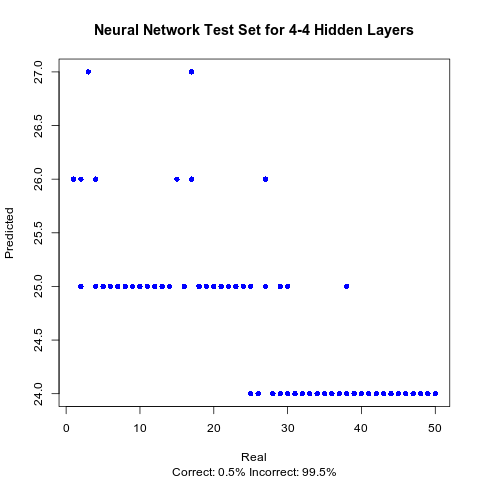 Neural Network Test Set for 4-4 Hidden Layers
27.0
26.5
26.0
25.5
25.0
24.5
24.0
Predicted
0 10 20 30 40 50
Real
Correct: 0.5% Incorrect: 99.5%